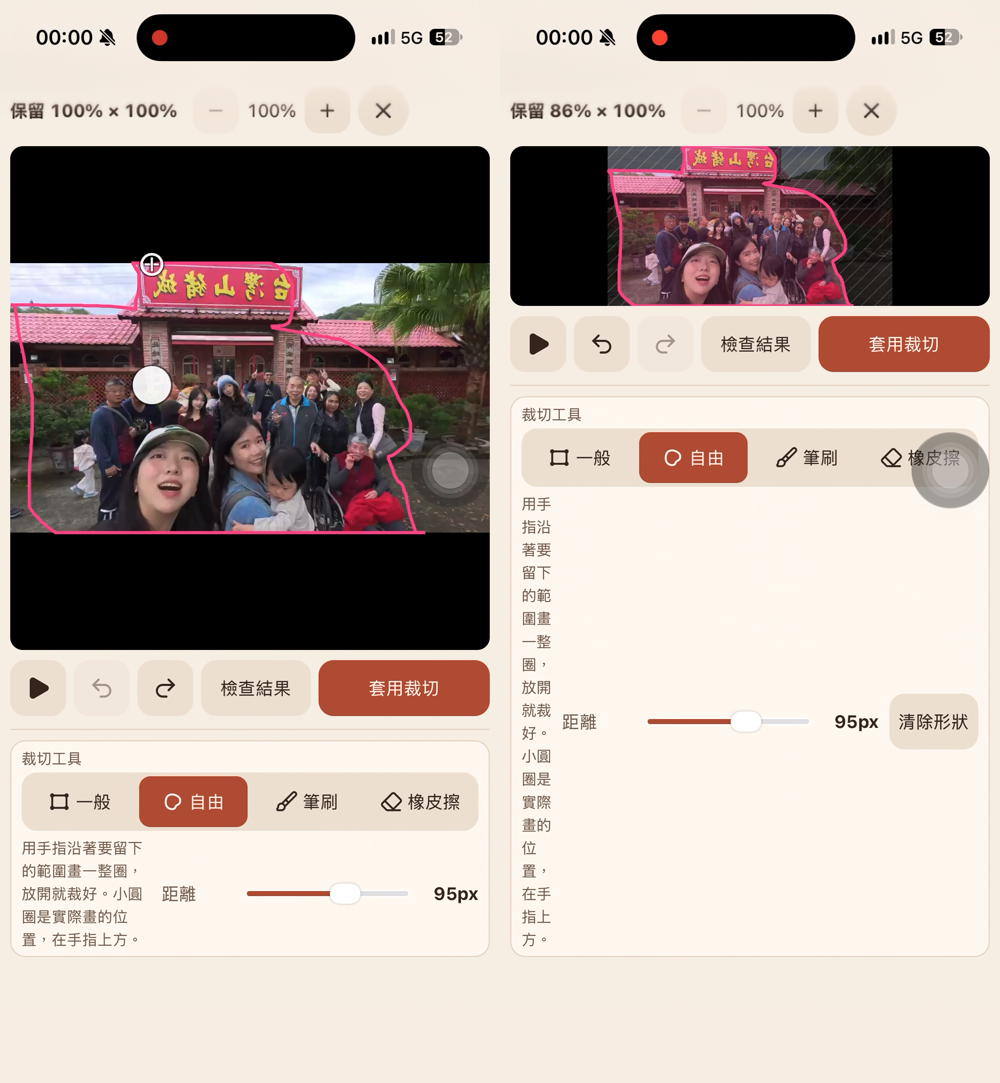 00:00
5G 52
保留 100% × 100%
100%
台灣山豬城
檢查結果
套用裁切
裁切工具
一般
自由
筆刷
橡皮擦
用手指沿著要留下
的範圍畫一整圈，
放開就裁好。小圓
圈是實際畫的位
置，在手指上方。
距離
95px
00:00
5G 52
保留 86% × 100%
100%
台灣山豬城
檢查結果
套用裁切
裁切工具
一般
自由
筆刷
橡皮擦
用手
指沿
著要
留下
的範
圍畫
一整
圈，
放開
就裁
好。
小圓
圈是
實際
畫的
位
置，
在手
指上
方。
距離
95px
清除形狀